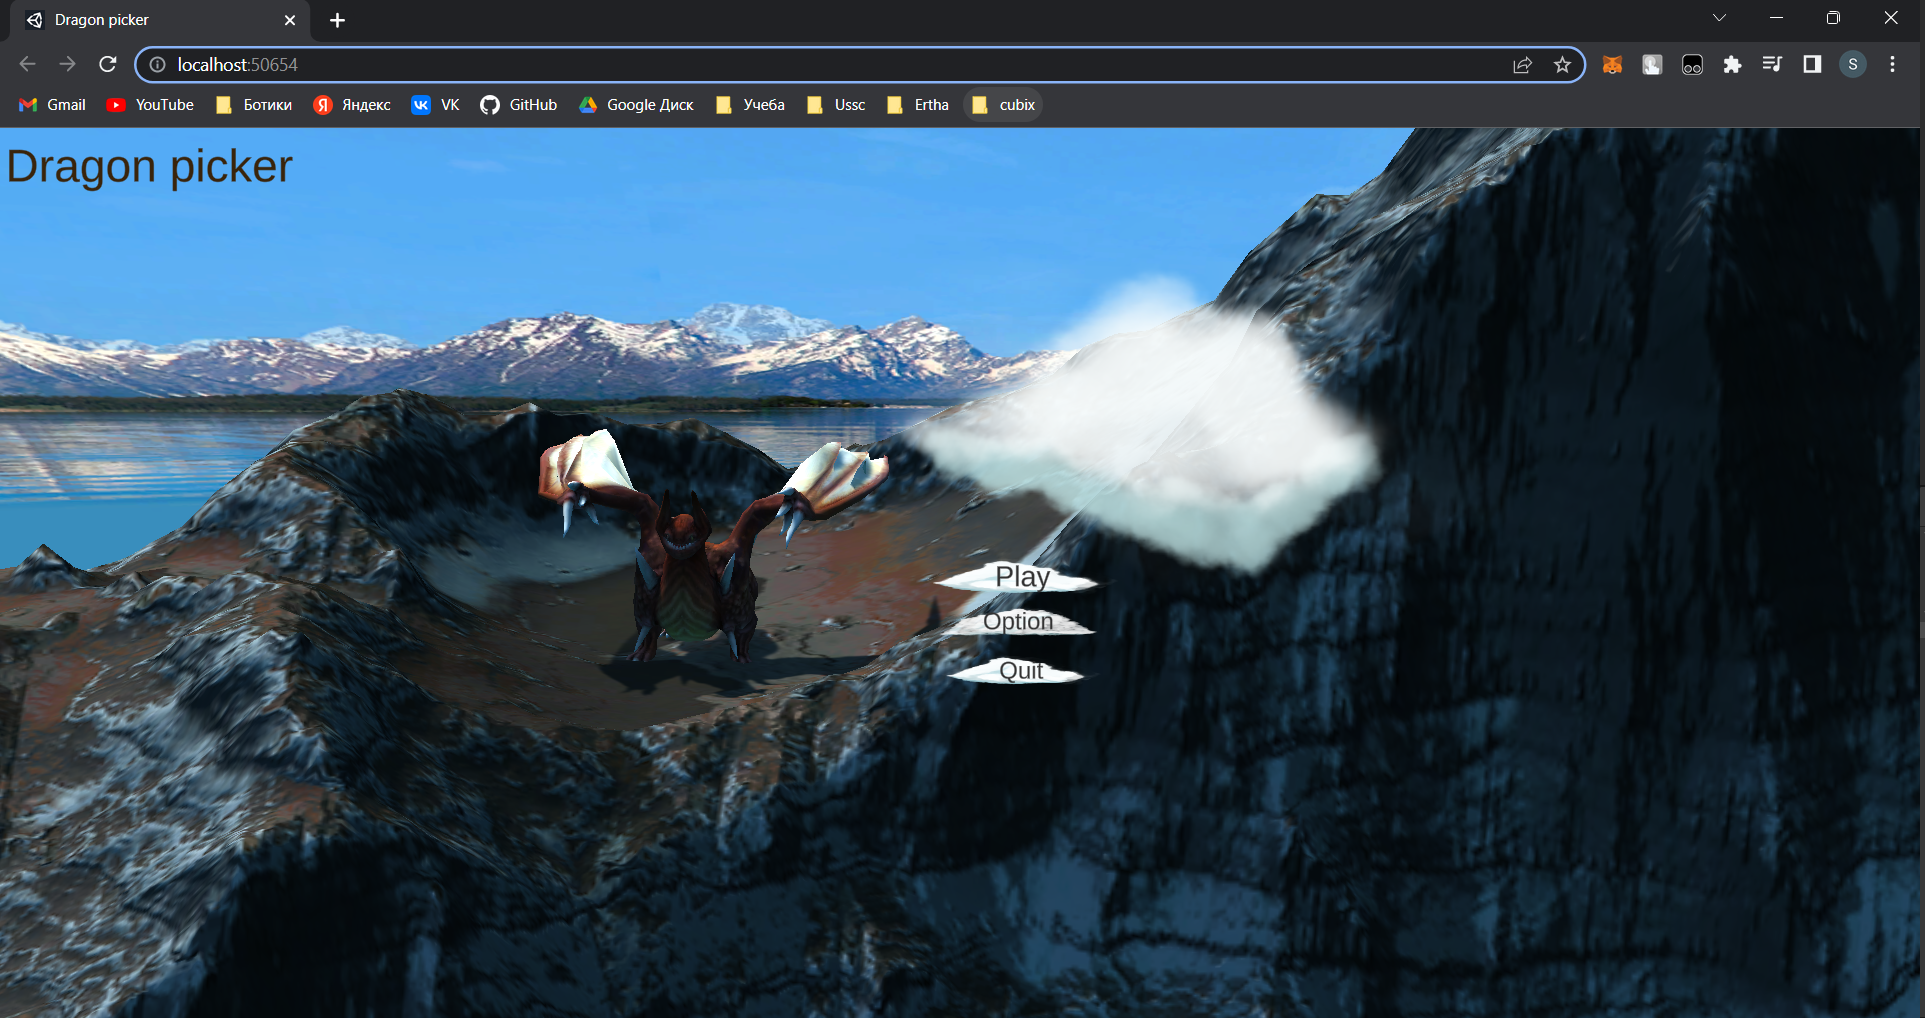 Dragon picker
localhost:50654
Gmail YouTube Ботики Яндекс VK GitHub Google Диск Учеба Ussc Ertha cubix
S
Dragon picker
Play
Option
Quit